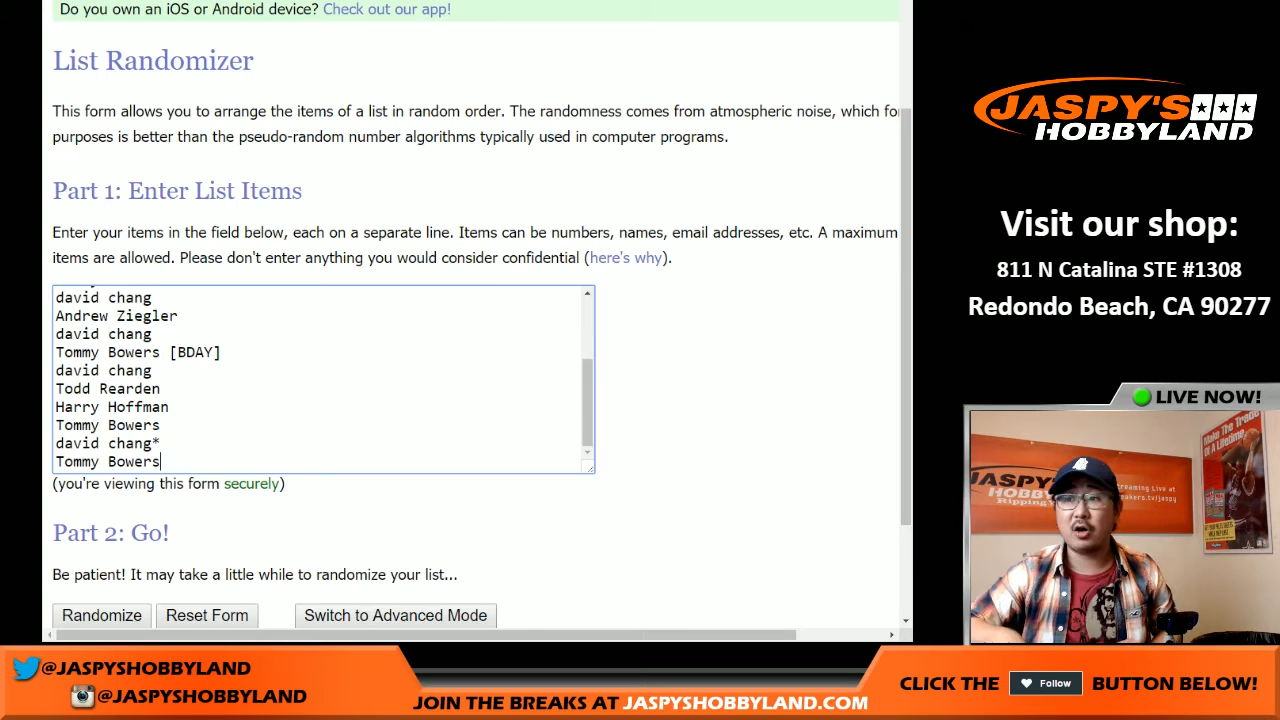 Do you own an iOS or Android device? Check out our app!
List Randomizer
This form allows you to arrange the items of a list in random order. The randomness comes from atmospheric noise, which for
purposes is better than the pseudo-random number algorithms typically used in computer programs.
Part 1: Enter List Items
Enter your items in the field below, each on a separate line. Items can be numbers, names, email addresses, etc. A maximum
items are allowed. Please don't enter anything you would consider confidential (here's why).
david chang
Andrew Ziegler
david chang
Tommy Bowers [BDAY]
david chang
Todd Rearden
Harry Hoffman
Tommy Bowers
david chang*
Tommy Bowers
(you're viewing this form securely)
Part 2: Go!
Be patient! It may take a little while to randomize your list...
Randomize Reset Form Switch to Advanced Mode
JASPY'S
HOBBYLAND
Visit our shop:
811 N Catalina STE #1308
Redondo Beach, CA 90277
LIVE NOW!
JASPY'S
Make The Trade
Of A Lifetime
@JASPYSHOBBYLAND
@JASPYSHOBBYLAND
JOIN THE BREAKS AT JASPYSHOBBYLAND.COM
CLICK THE Follow BUTTON BELOW!